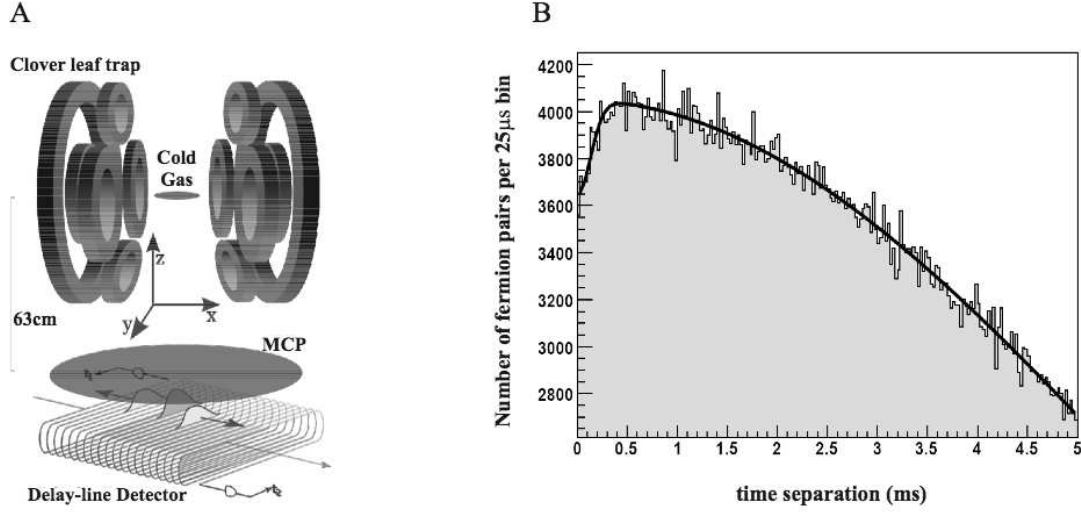 A
Clover leaf trap
Cold
Gas
z
x
y
63cm
MCP
Delay-line Detector
B
Number of fermion pairs per 25μs bin
4200
4000
3800
3600
3400
3200
3000
2800
0
0.5
1
1.5
2
2.5
3
3.5
4
4.5
5
time separation (ms)